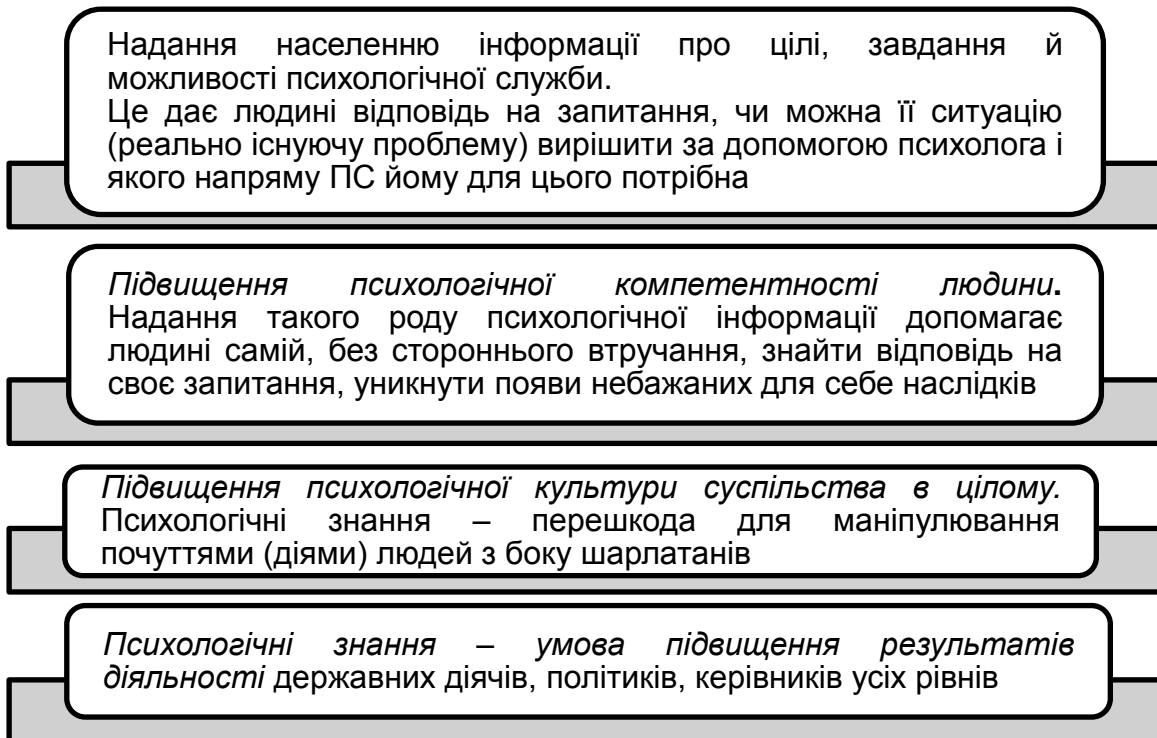 Надання населенню інформації про цілі, завдання й
можливості психологічної служби.
Це дає людині відповідь на запитання, чи можна її ситуацію
(реально існуючу проблему) вирішити за допомогою психолога і
якого напряму ПС йому для цього потрібна
Підвищення психологічної компетентності людини.
Надання такого роду психологічної інформації допомагає
людині самій, без стороннього втручання, знайти відповідь на
своє запитання, уникнути появи небажаних для себе наслідків
Підвищення психологічної культури суспільства в цілому.
Психологічні знання – перешкода для маніпулювання
почуттями (діями) людей з боку шарлатанів
Психологічні знання – умова підвищення результатів
діяльності державних діячів, політиків, керівників усіх рівнів